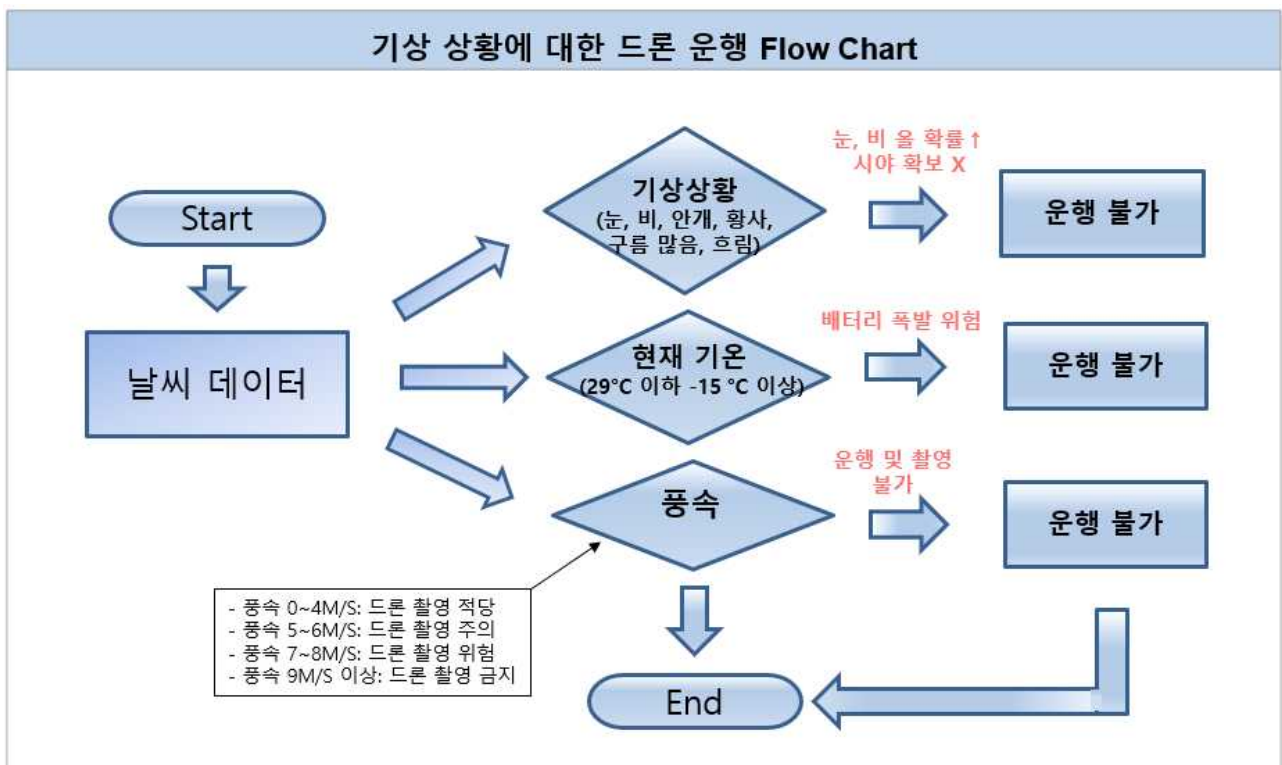 기상 상황에 대한 드론 운행 Flow Chart
Start
날씨 데이터
기상상황
(눈, 비, 안개, 황사,
구름 많음, 흐림)
눈, 비 올 확률↑
시야 확보 X
운행 불가
현재 기온
(29°C 이하 -15 °C 이상)
배터리 폭발 위험
운행 불가
풍속
운행 및 촬영
불가
운행 불가
- 풍속 0~4M/S: 드론 촬영 적당
- 풍속 5~6M/S: 드론 촬영 주의
- 풍속 7~8M/S: 드론 촬영 위험
- 풍속 9M/S 이상: 드론 촬영 금지
End